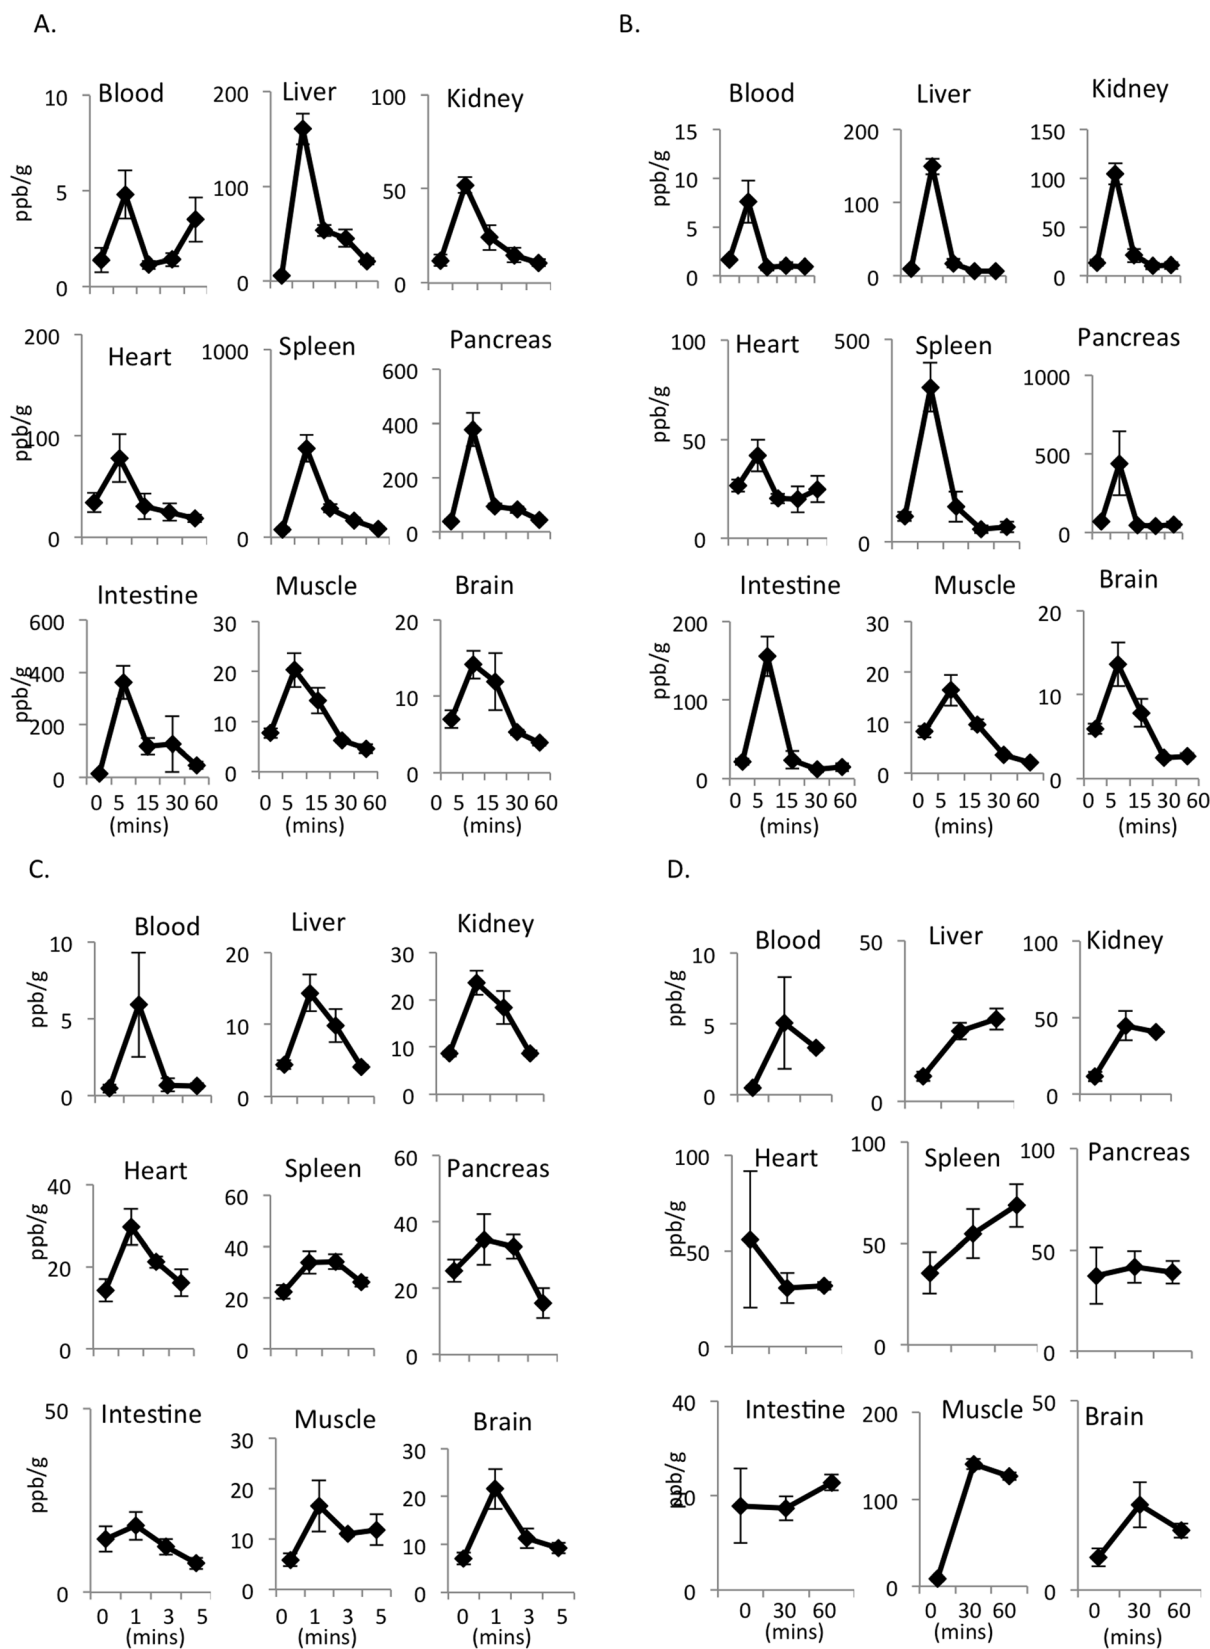 A.
Blood Liver Kidney
10 5 0 ppb/g
200 100 0
100 50 0
Heart Spleen Pancreas
200 100 0 ppb/g
1000 0
600 400 200 0
Intestine Muscle Brain
600 400 200 0 ppb/g
30 20 10 0
20 10 0
0 5 15 30 60 0 5 15 30 60 0 5 15 30 60
(mins) (mins) (mins)
B.
Blood Liver Kidney
15 10 5 0 ppb/g
200 100 0
150 100 50 0
Heart Spleen Pancreas
100 50 0 ppb/g
500 0
1000 500 0
Intestine Muscle Brain
200 100 0 ppb/g
30 20 10 0
20 10 0
0 5 15 30 60 0 5 15 30 60 0 5 15 30 60
(mins) (mins) (mins)
C.
Blood Liver Kidney
10 5 0 ppb/g
20 10 0
30 20 10 0
Heart Spleen Pancreas
40 20 0 ppb/g
60 40 20 0
60 40 20 0
Intestine Muscle Brain
50 0 ppb/g
30 20 10 0
30 20 10 0
0 1 3 5 0 1 3 5 0 1 3 5
(mins) (mins) (mins)
D.
Blood Liver Kidney
10 5 0 ppb/g
50 0
100 50 0
Heart Spleen Pancreas
100 50 0 ppb/g
100 50 0
100 50 0
Intestine Muscle Brain
40 20 0 ppb/g
200 100 0
50 0
0 30 60 0 30 60 0 30 60
(mins) (mins) (mins)